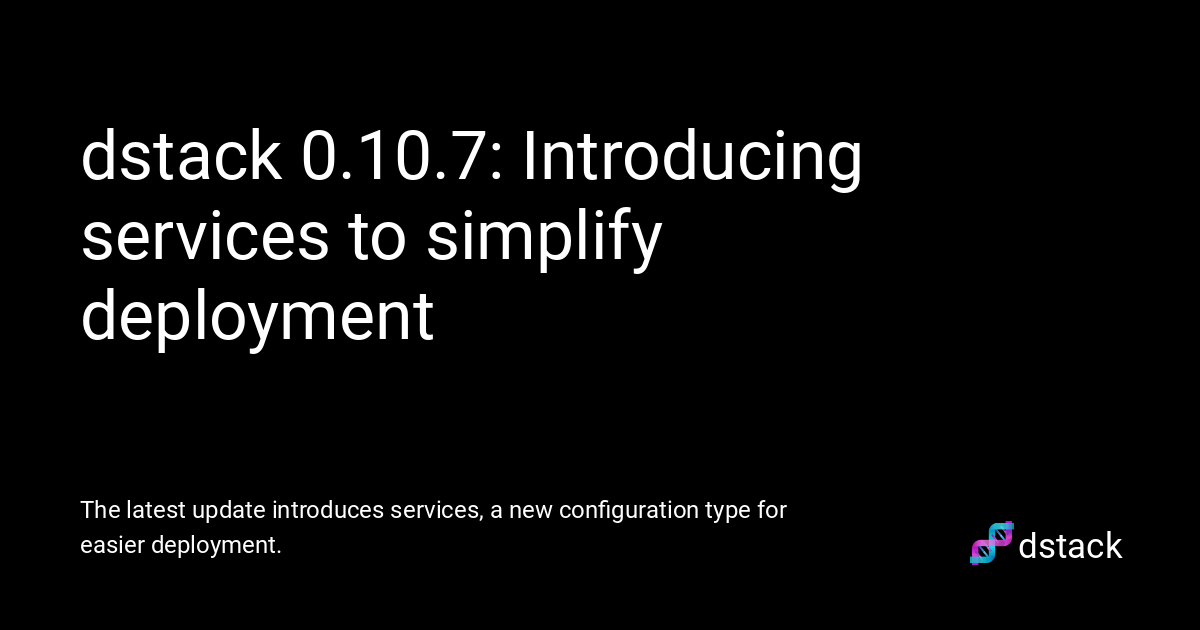 dstack 0.10.7: Introducing
services to simplify
deployment
The latest update introduces services, a new configuration type for
easier deployment.
dstack